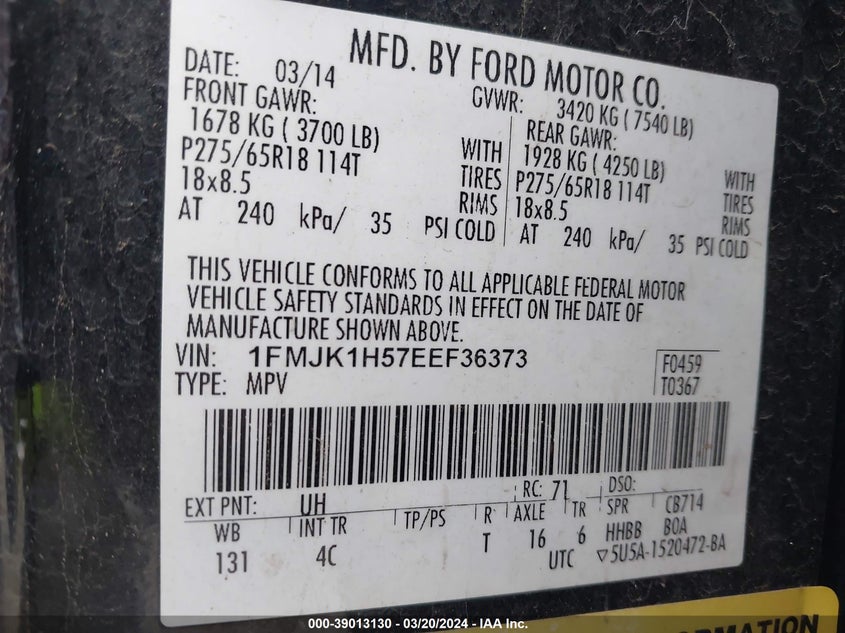 MFD. BY FORD MOTOR CO.
DATE: 03/14 GVWR: 3420 KG ( 7540 LB)
FRONT GAWR: REAR GAWR:
1678 KG ( 3700 LB) WITH 1928 KG ( 4250 LB) WITH
P275/65R18 114T TIRES P275/65R18 114T TIRES
18x8.5 RIMS 18x8.5 RIMS
AT 240 kPa/ 35 PSI COLD AT 240 kPa/ 35 PSI COLD
THIS VEHICLE CONFORMS TO ALL APPLICABLE FEDERAL MOTOR
VEHICLE SAFETY STANDARDS IN EFFECT ON THE DATE OF
MANUFACTURE SHOWN ABOVE.
VIN: 1FMJK1H57EEF36373 F0459
TYPE: MPV T0367
EXT PNT: UH RC: 71 DSO: CB714
WB INT TR TP/PS R AXLE TR SPR BOA
131 4C T 16 6 HHBB
UTC ▽5U5A-1520472-BA
000-39013130 - 03/20/2024 - IAA Inc.